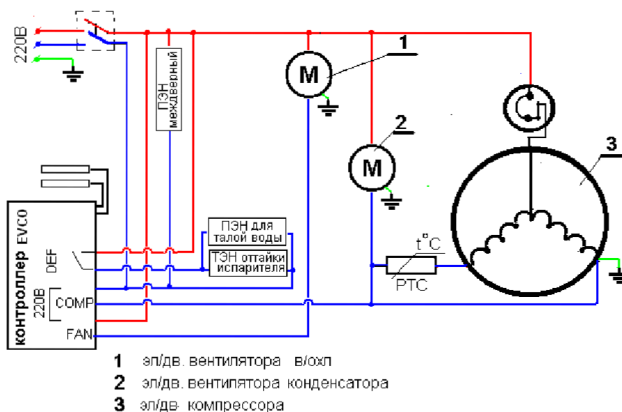 220В
ПЭН
междверный
М
1
М
2
3
контроллер EVCO
DEF
220В
COMP
FAN
ПЭН для
талой воды
ТЭН оттайки
испарителя
t°C
РТС
1 эл/дв. вентилятора в/охл
2 эл/дв. вентилятора конденсатора
3 эл/дв компрессора